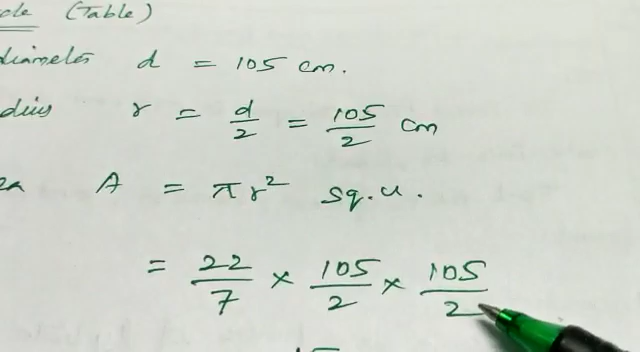 (Table)
d = 105 cm.
r = d/2 = 105/2 cm
A = πr² sq.u.
= 22/7 × 105/2 × 105/2